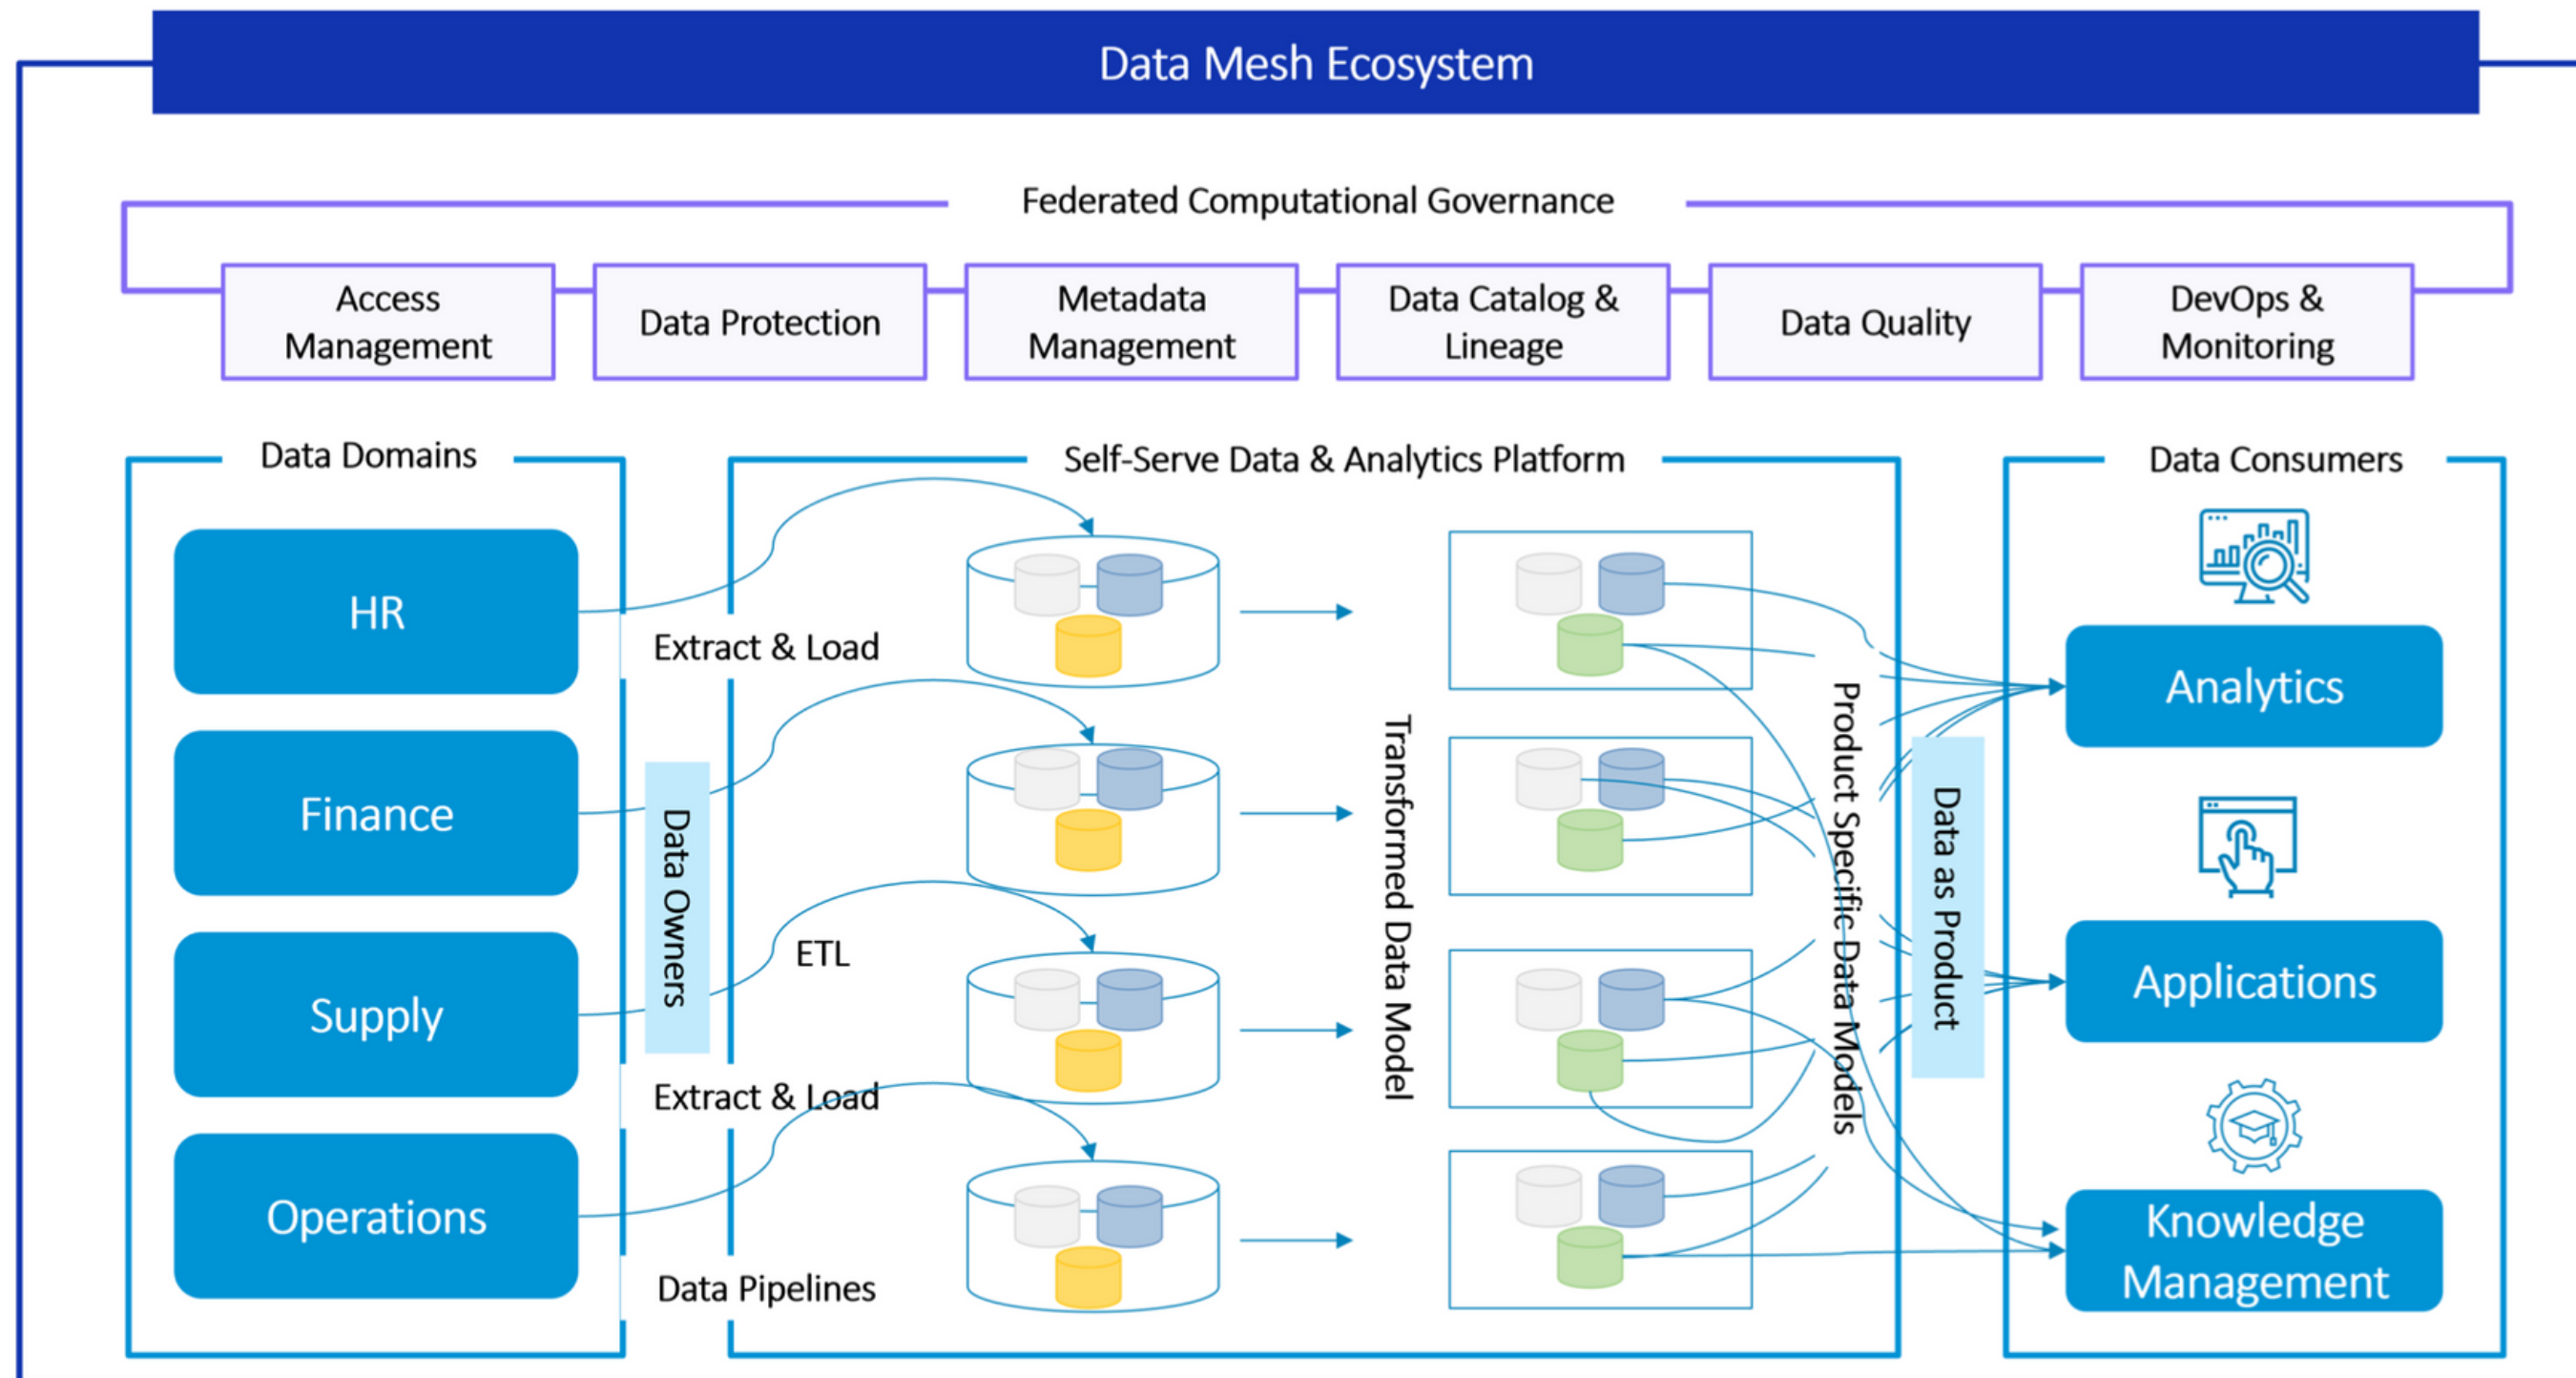 Data Mesh Ecosystem
Federated Computational Governance
Access
Management
Data Protection
Metadata
Management
Data Catalog &
Lineage
Data Quality
DevOps &
Monitoring
Data Domains
HR
Finance
Supply
Operations
Data Owners
Extract & Load
ETL
Extract & Load
Data Pipelines
Self-Serve Data & Analytics Platform
Transformed Data Model
Product Specific Data Models
Data as Product
Data Consumers
Analytics
Applications
Knowledge
Management